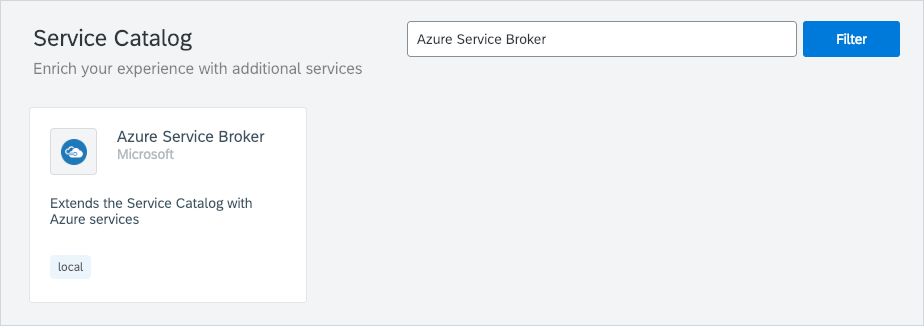 Service Catalog
Enrich your experience with additional services
Azure Service Broker
Filter
Azure Service Broker
Microsoft
Extends the Service Catalog with
Azure services
local